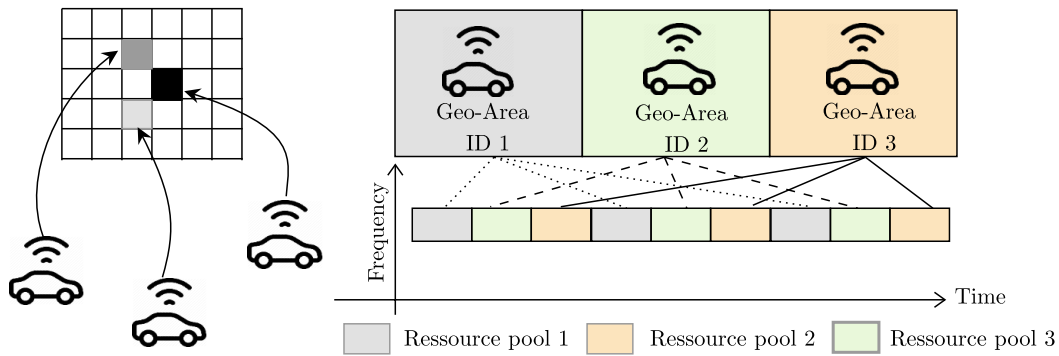 Geo-Area
ID 1
Geo-Area
ID 2
Geo-Area
ID 3
Frequency
Time
Ressource pool 1
Ressource pool 2
Ressource pool 3